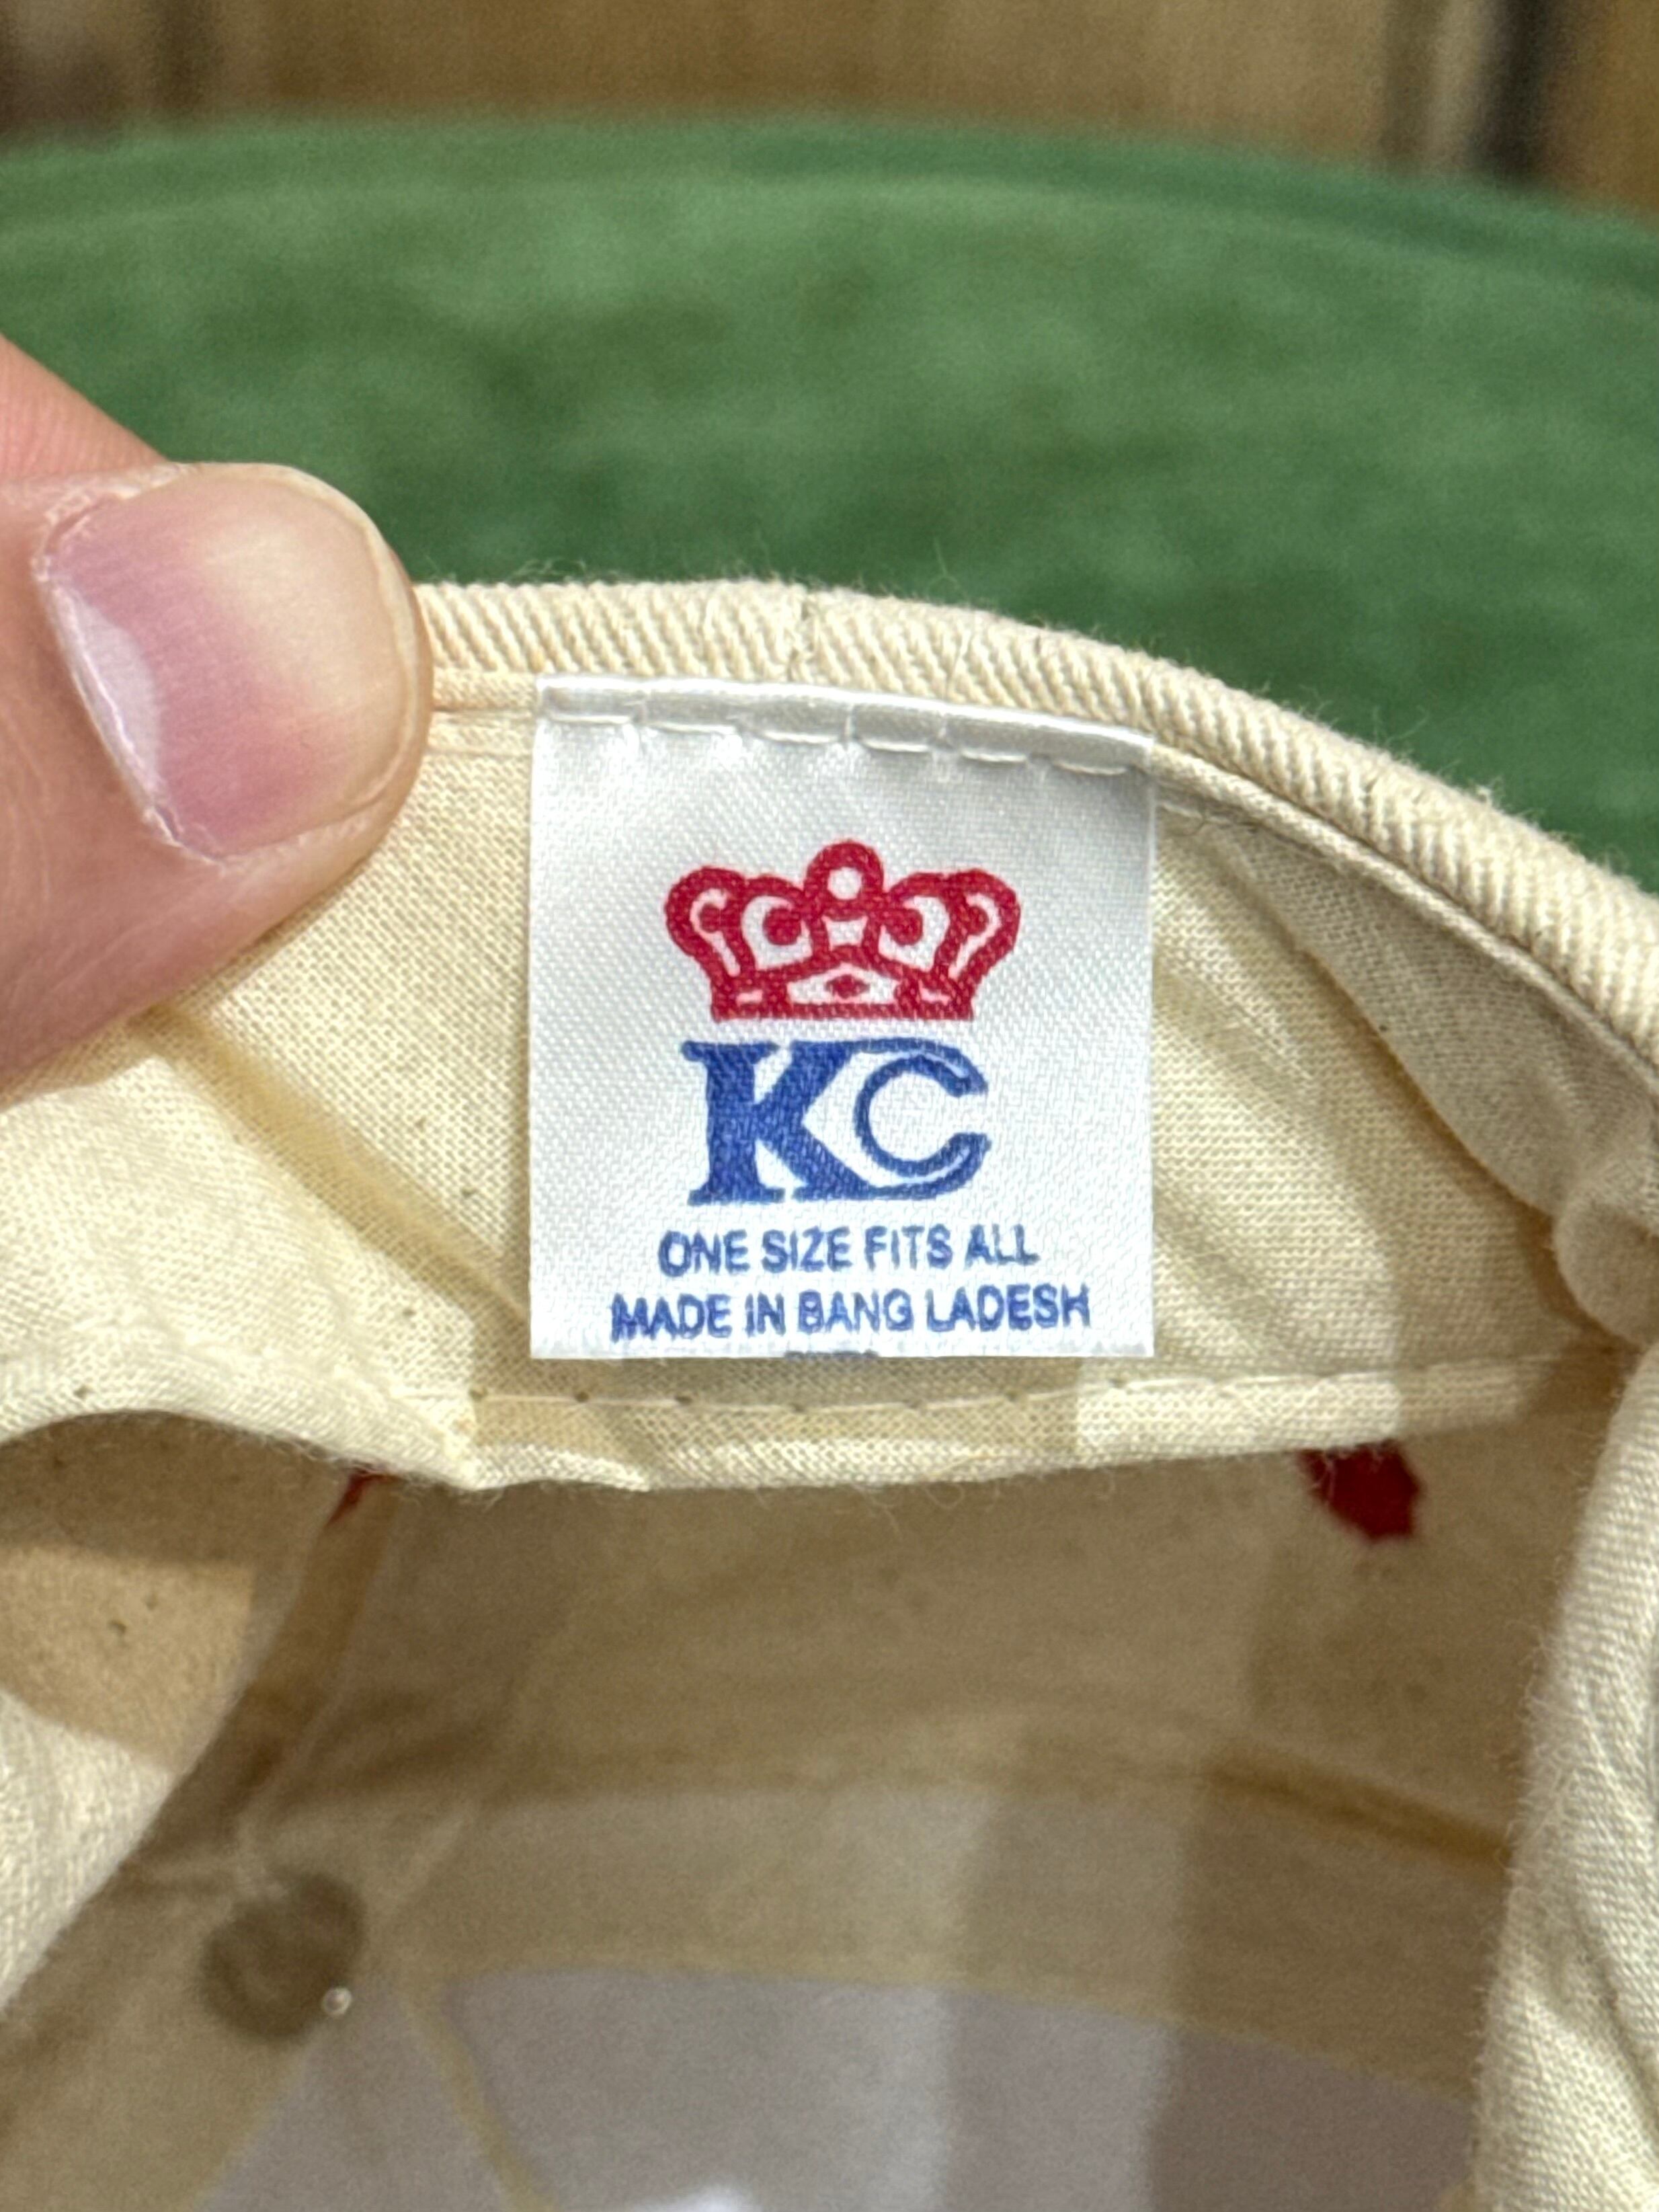 KC
ONE SIZE FITS ALL
MADE IN BANG LADESH